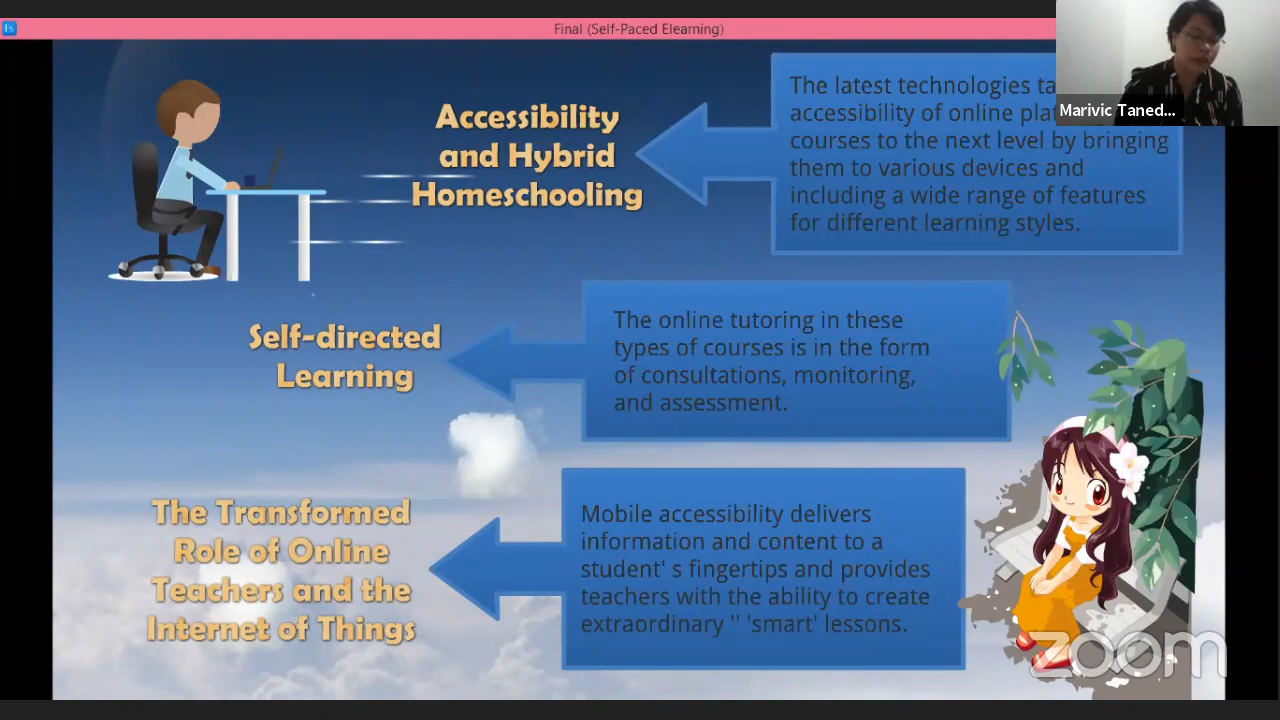 Final (Self-Paced Elearning)
Marivic Taned...
Accessibility
and Hybrid
Homeschooling
The latest technologies
accessibility of online
courses to the next level by bringing
them to various devices and
including a wide range of features
for different learning styles.
Self-directed
Learning
The online tutoring in these
types of courses is in the form
of consultations, monitoring,
and assessment.
The Transformed
Role of Online
Teachers and the
Internet of Things
Mobile accessibility delivers
information and content to a
student' s fingertips and provides
teachers with the ability to create
extraordinary '' 'smart' lessons.
zoom